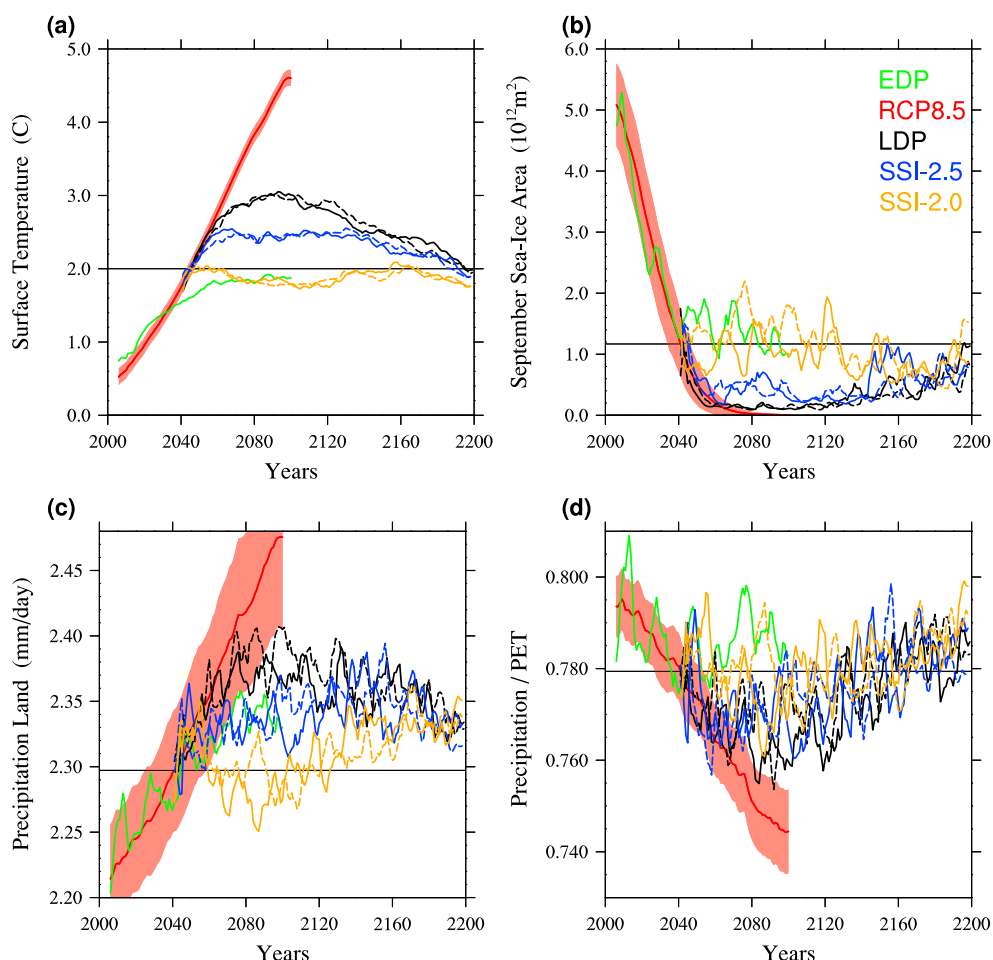 (a)
5.0
4.0
3.0
2.0
1.0
0.0
Surface Temperature (C)
2000 2040 2080 2120 2160 2200
Years
(b)
6.0
5.0
4.0
3.0
2.0
1.0
0.0
September Sea-Ice Area (10¹²m²)
EDP
RCP8.5
LDP
SSI-2.5
SSI-2.0
2000 2040 2080 2120 2160 2200
Years
(c)
2.45
2.40
2.35
2.30
2.25
2.20
Precipitation Land (mm/day)
2000 2040 2080 2120 2160 2200
Years
(d)
0.800
0.780
0.760
0.740
Precipitation / PET
2000 2040 2080 2120 2160 2200
Years